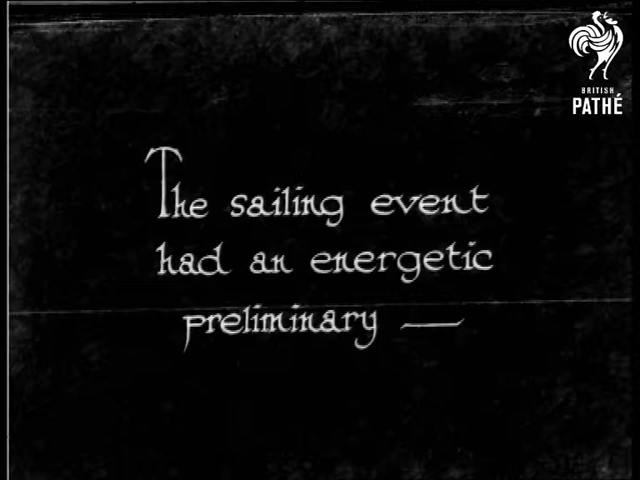 BRITISH
PATHÉ
The sailing event
had an energetic
preliminary —